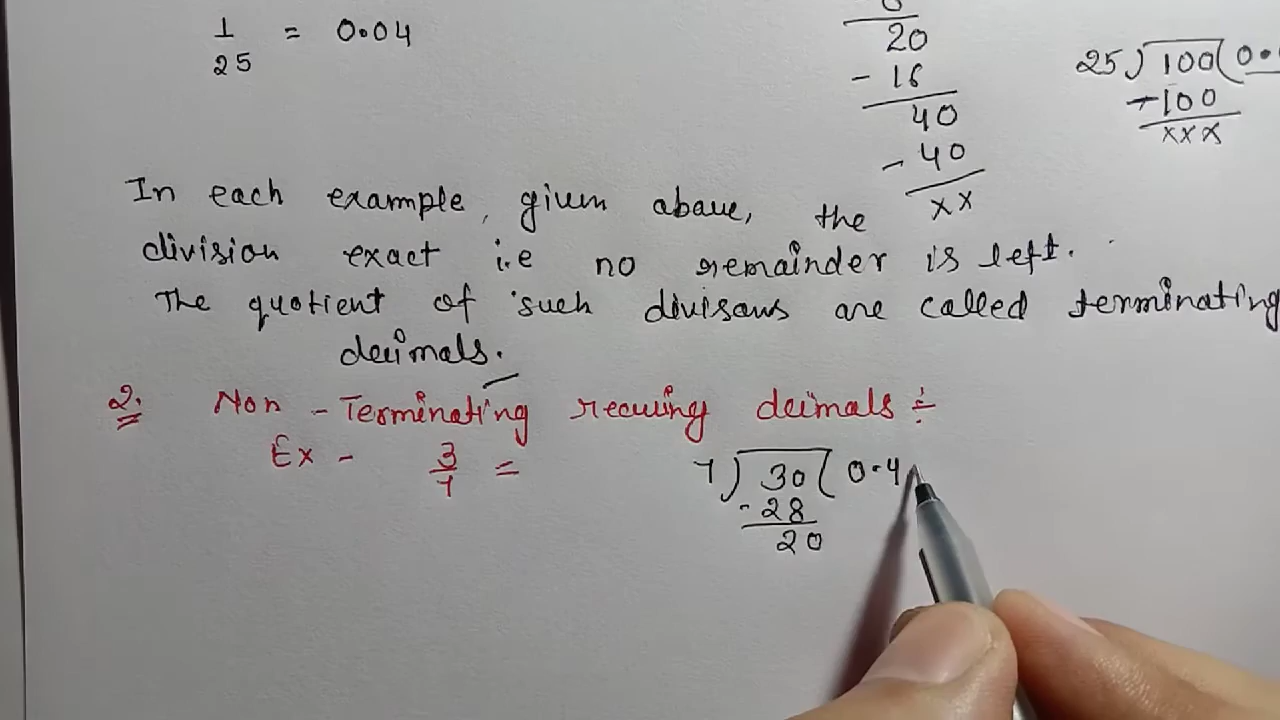 1/25 = 0.04
0
20
- 16
40
- 40
xx
25 ) 100 ( 0.
- 100
xxx
In each example, given above, the
division exact i.e no remainder is left.
The quotient of such divisons are called terminating
decimals.
2. Non - Terminating recuring decimals ÷
Ex - 3/7 =
7 ) 30 ( 0.4
- 28
20